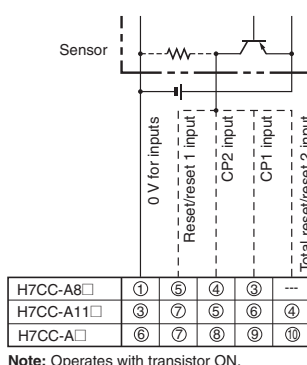 Sensor
0 V for inputs
Reset/reset 1 input
CP2 input
CP1 input
Total reset/reset 2 input
H7CC-A8□ ① ⑤ ④ ③ ---
H7CC-A11□ ③ ⑦ ⑤ ⑥ ④
H7CC-A□ ⑥ ⑦ ⑧ ⑨ ⑩
Note: Operates with transistor ON.